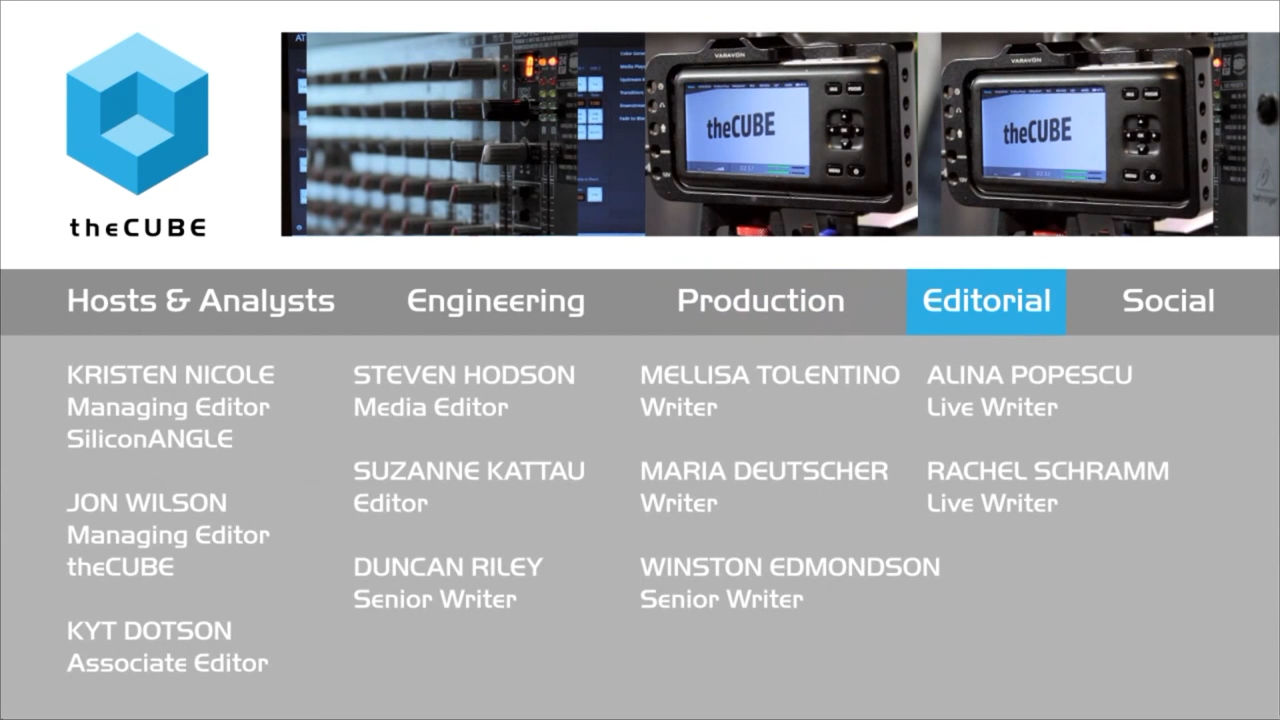 theCUBE
VARAVON
theCUBE
VARAVON
theCUBE
Hosts & Analysts
Engineering
Production
Editorial
Social
KRISTEN NICOLE
Managing Editor
SiliconANGLE
JON WILSON
Managing Editor
theCUBE
KYT DOTSON
Associate Editor
STEVEN HODSON
Media Editor
SUZANNE KATTAU
Editor
DUNCAN RILEY
Senior Writer
MELLISA TOLENTINO
Writer
MARIA DEUTSCHER
Writer
WINSTON EDMONDSON
Senior Writer
ALINA POPESCU
Live Writer
RACHEL SCHRAMM
Live Writer